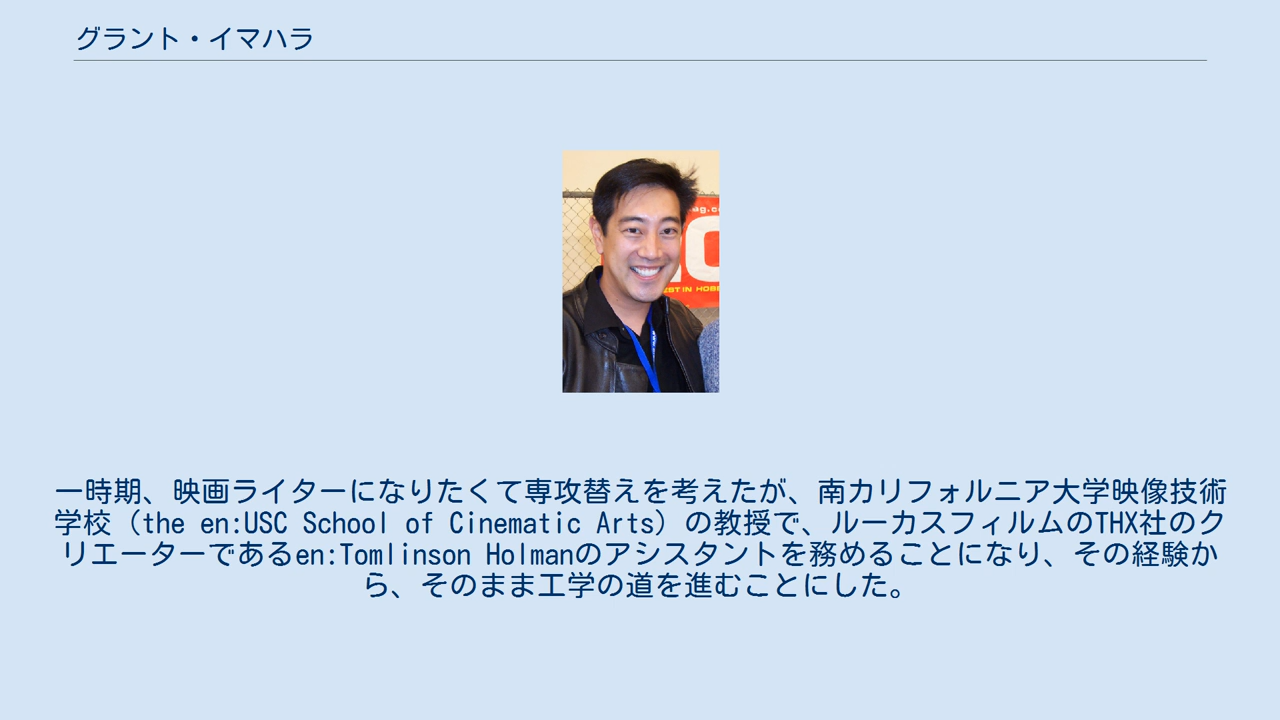 グラント・イマハラ
ag.c
EST IN HOBB
一時期、映画ライターになりたくて専攻替えを考えたが、南カリフォルニア大学映像技術
学校（the en:USC School of Cinematic Arts）の教授で、ルーカスフィルムのTHX社のク
リエーターであるen:Tomlinson Holmanのアシスタントを務めることになり、その経験か
ら、そのまま工学の道を進むことにした。